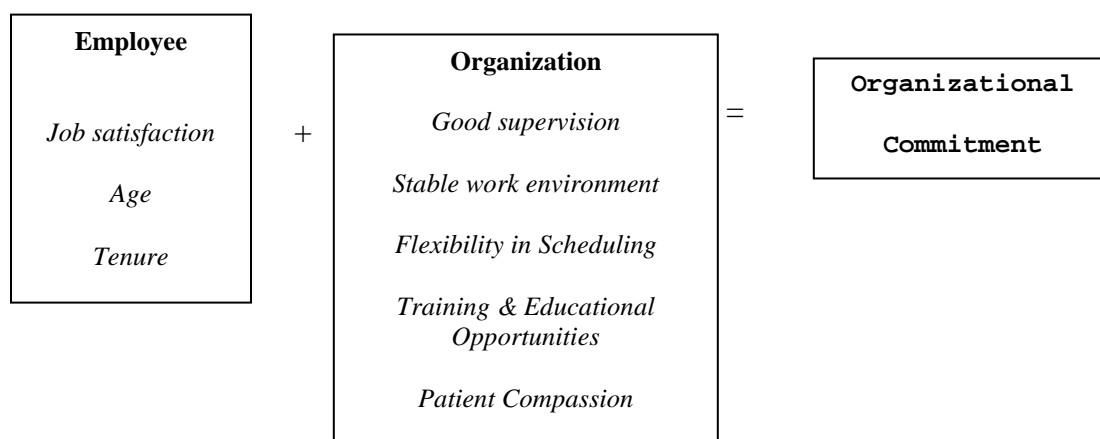 Employee
Job satisfaction
Age
Tenure
+
Organization
Good supervision
Stable work environment
Flexibility in Scheduling
Training & Educational
Opportunities
Patient Compassion
=
Organizational
Commitment